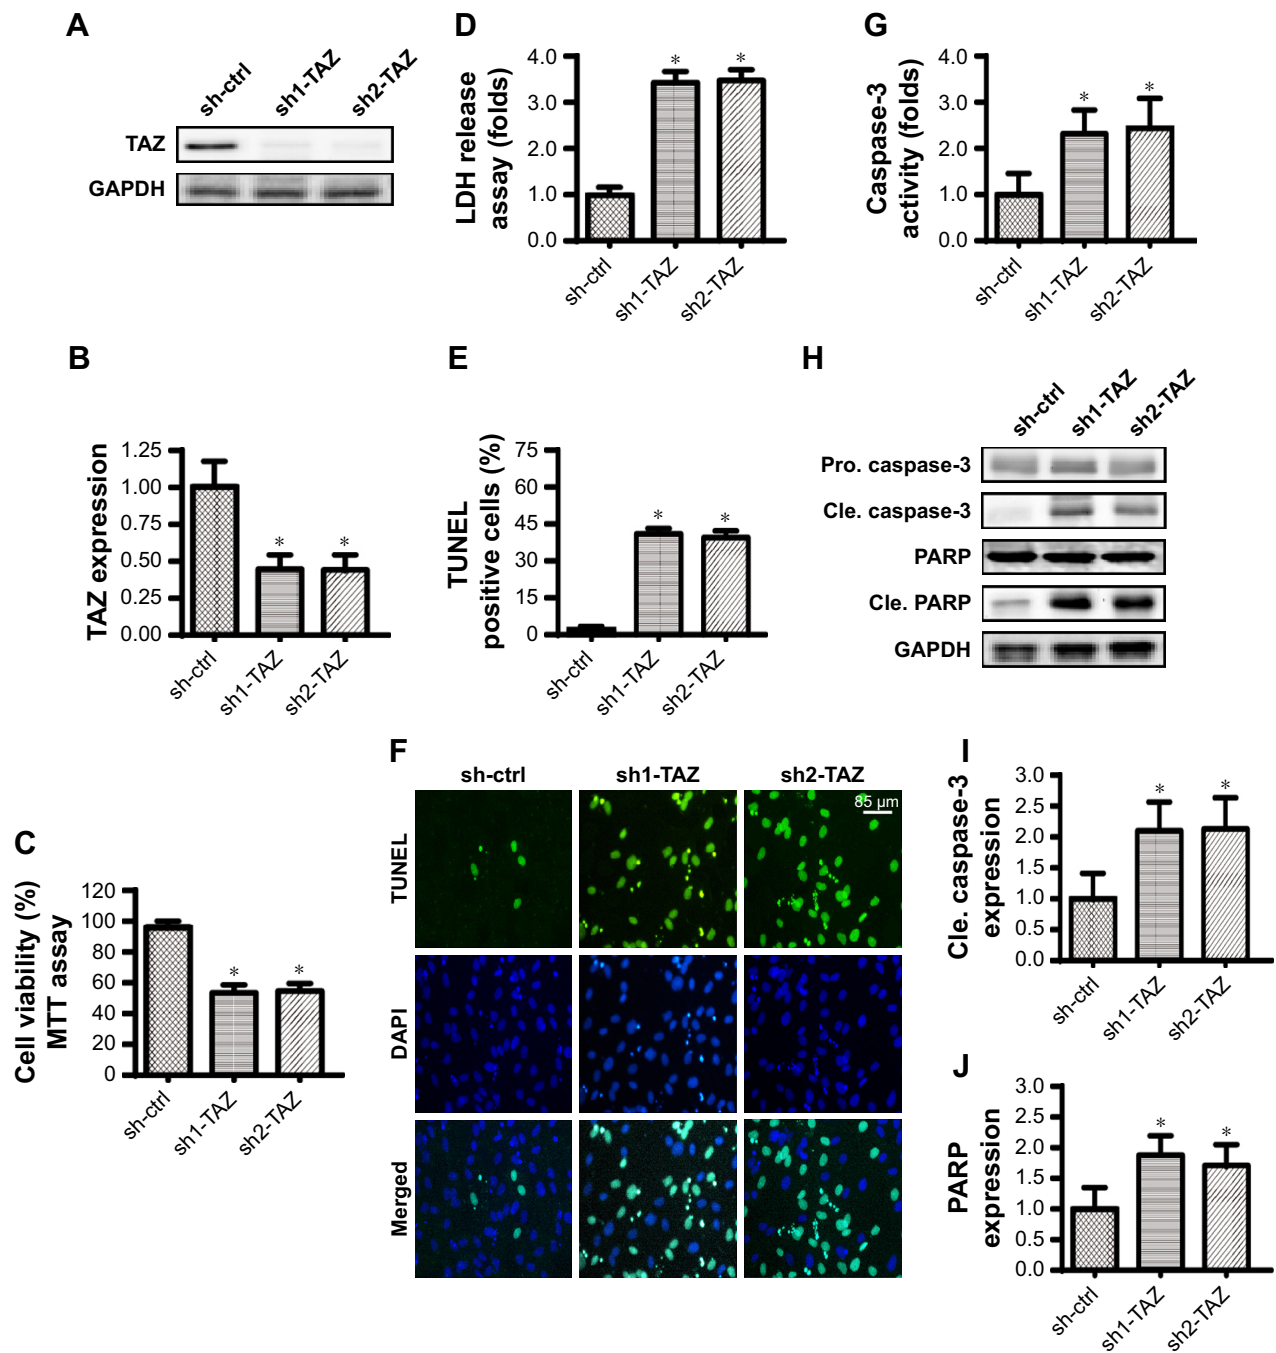 A
sh-ctrl
sh1-TAZ
sh2-TAZ
TAZ
GAPDH
B
TAZ expression
1.25
1.00
0.75
0.50
0.25
0.00
*
*
sh-ctrl
sh1-TAZ
sh2-TAZ
C
Cell viability (%)
MTT assay
120
100
80
60
40
20
0
*
*
sh-ctrl
sh1-TAZ
sh2-TAZ
D
LDH release
assay (folds)
4.0
3.0
2.0
1.0
0.0
*
*
sh-ctrl
sh1-TAZ
sh2-TAZ
E
TUNEL
positive cells (%)
75
60
45
30
15
0
*
*
sh-ctrl
sh1-TAZ
sh2-TAZ
F
sh-ctrl
sh1-TAZ
sh2-TAZ
85 µm
TUNEL
DAPI
Merged
G
Caspase-3
activity (folds)
4.0
3.0
2.0
1.0
0.0
*
*
sh-ctrl
sh1-TAZ
sh2-TAZ
H
sh-ctrl
sh1-TAZ
sh2-TAZ
Pro. caspase-3
Cle. caspase-3
PARP
Cle. PARP
GAPDH
I
Cle. caspase-3
expression
3.0
2.5
2.0
1.5
1.0
0.5
0.0
*
*
sh-ctrl
sh1-TAZ
sh2-TAZ
J
PARP
expression
3.0
2.5
2.0
1.5
1.0
0.5
0.0
*
*
sh-ctrl
sh1-TAZ
sh2-TAZ